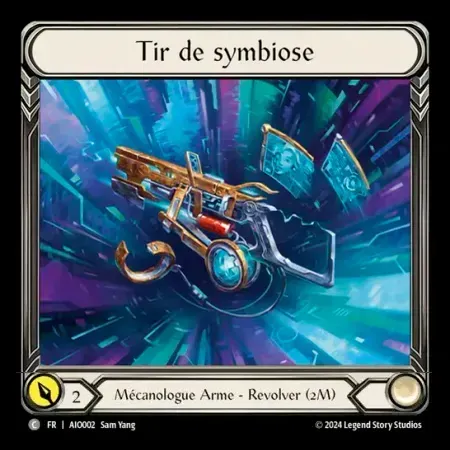 Tir de symbiose
2
Mécanologue Arme - Revolver (2M)
C FR | AIO002 Sam Yang
© 2024 Legend Story Studios